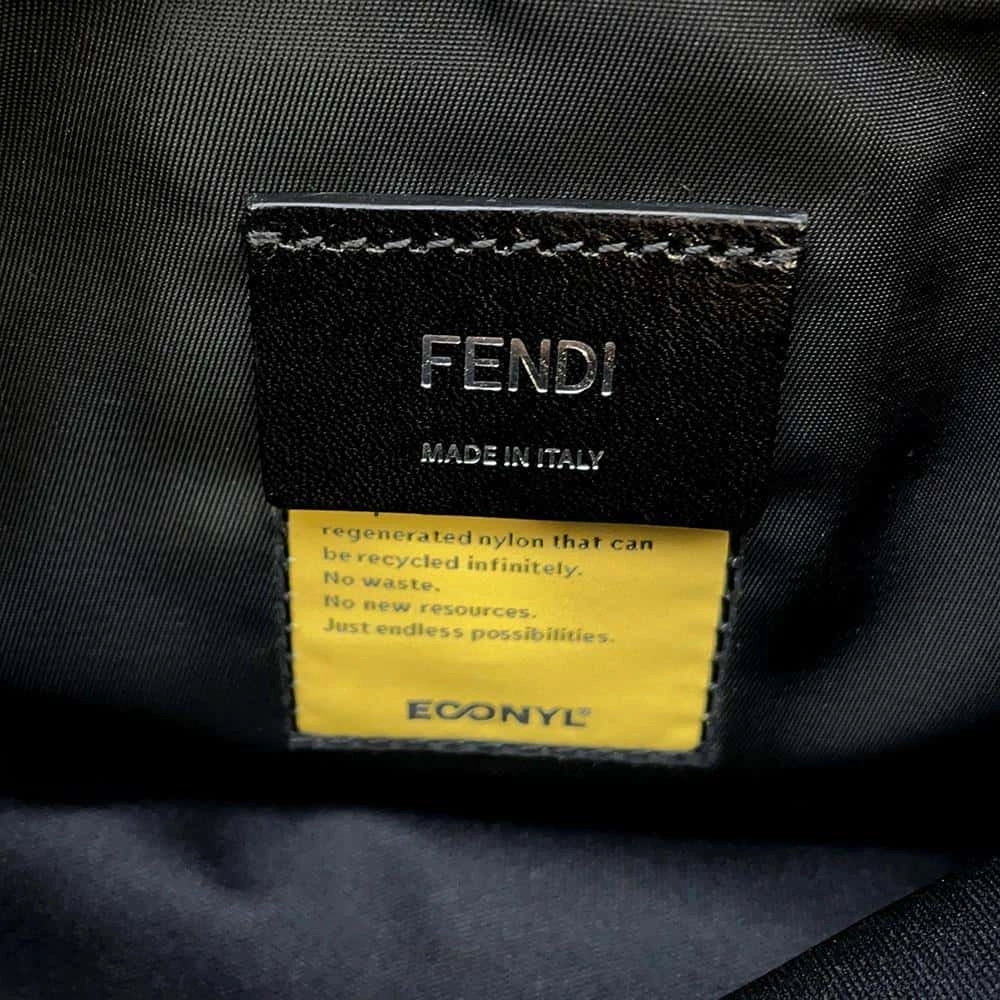 FENDI
MADE IN ITALY
regenerated nylon that can
be recycled infinitely.
No waste.
No new resources.
Just endless possibilities.
ECONYL®